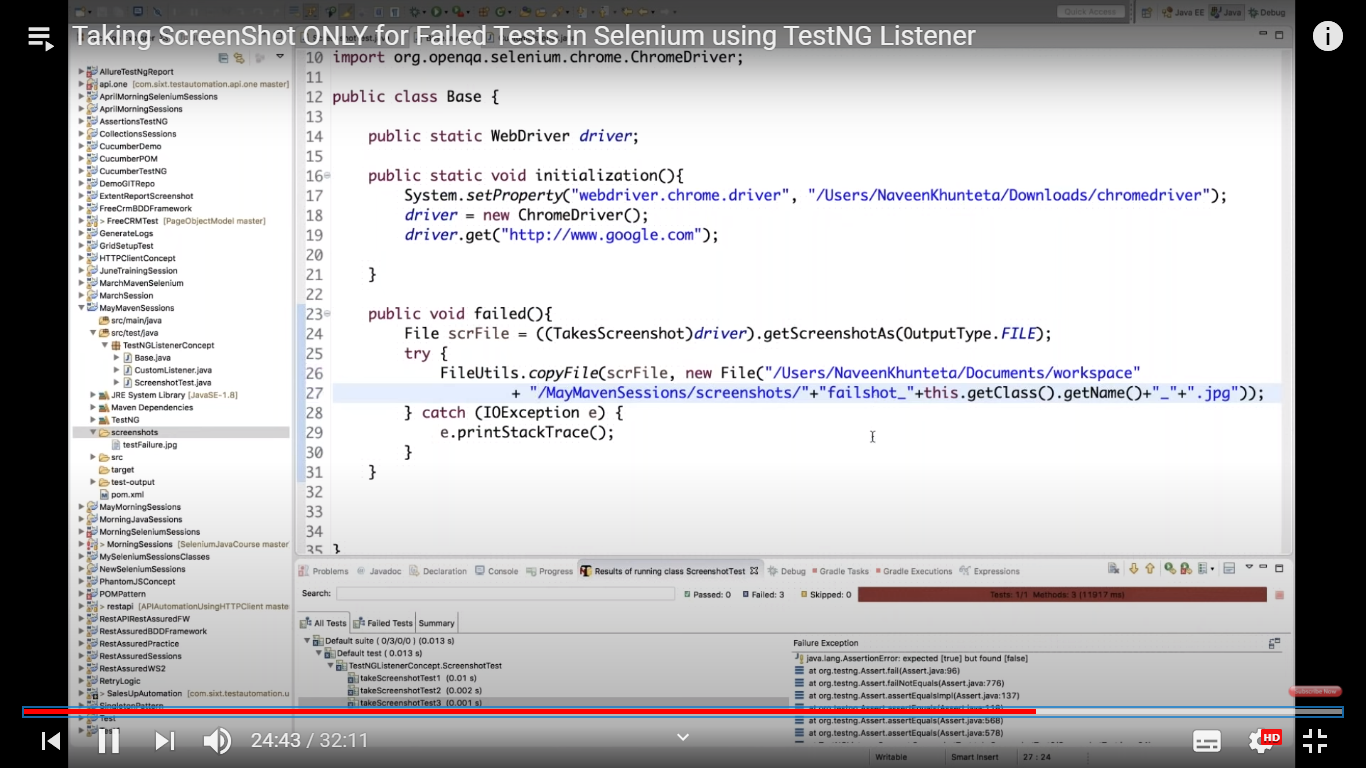 Quick Access
Java EE
Java
Debug
Taking ScreenShot ONLY for Failed Tests in Selenium using TestNG Listener
AllureTestNgReport
api.one [com.sixt.testautomation.api.one master]
AprilMorningSeleniumSessions
AprilMorningSessions
AssertionsTestNG
CollectionsSessions
CucumberDemo
CucumberPOM
CucumberTestNG
DemoGITRepo
ExtentReportScreenshot
FreeCrmBDDFramework
> FreeCRMTest [PageObjectModel master]
GenerateLogs
GridSetupTest
HTTPClientConcept
JuneTrainingSession
MarchMavenSelenium
MarchSession
MayMavenSessions
src/main/java
src/test/java
TestNGListenerConcept
Base.java
CustomListener.java
ScreenshotTest.java
JRE System Library [JavaSE-1.8]
Maven Dependencies
TestNG
screenshots
testFailure.jpg
src
target
test-output
pom.xml
MayMorningSessions
MorningJavaSessions
MorningSeleniumSessions
> MorningSessions [SeleniumJavaCourse master
MySeleniumSessionsClasses
NewSeleniumSessions
PhantomJSConcept
POMPattern
> restapi [APIAutomationUsingHTTPClient maste
RestAPIRestAssuredFW
RestAssuredBDDFramework
RestAssuredPractice
RestAssuredSessions
RestAssuredWS2
RetryLogic
> SalesUpAutomation [com.sixt.testautomation.u
SingletonPattern
Test
10 import org.openqa.selenium.chrome.ChromeDriver;
11
12 public class Base {
13
14 public static WebDriver driver;
15
16 public static void initialization(){
17 System.setProperty("webdriver.chrome.driver", "/Users/NaveenKhunteta/Downloads/chromedriver");
18 driver = new ChromeDriver();
19 driver.get("http://www.google.com");
20
21 }
22
23 public void failed(){
24 File scrFile = ((TakesScreenshot)driver).getScreenshotAs(OutputType.FILE);
25 try {
26 FileUtils.copyFile(scrFile, new File("/Users/NaveenKhunteta/Documents/workspace"
27 + "/MayMavenSessions/screenshots/"+"failshot_"+this.getClass().getName()+"_"+".jpg"));
28 } catch (IOException e) {
29 e.printStackTrace();
30 }
31 }
32
33
34
35 }
Problems
Javadoc
Declaration
Console
Progress
Results of running class ScreenshotTest
Debug
Gradle Tasks
Gradle Executions
Expressions
Search:
Passed: 0
Failed: 3
Skipped: 0
Tests: 1/1 Methods: 3 (11917 ms)
All Tests
Failed Tests
Summary
Default suite ( 0/3/0/0 ) (0.013 s)
Default test ( 0.013 s)
TestNGListenerConcept.ScreenshotTest
takeScreenshotTest1 (0.01 s)
takeScreenshotTest2 (0.002 s)
takeScreenshotTest3 (0.001 s)
Failure Exception
java.lang.AssertionError: expected [true] but found [false]
at org.testng.Assert.fail(Assert.java:96)
at org.testng.Assert.failNotEquals(Assert.java:776)
at org.testng.Assert.assertEqualsImpl(Assert.java:137)
at org.testng.Assert.assertEquals(Assert.java:118)
at org.testng.Assert.assertEquals(Assert.java:568)
at org.testng.Assert.assertEquals(Assert.java:578)
Subscribe Now
24:43 / 32:11
HD
Writable
Smart Insert
27 : 24